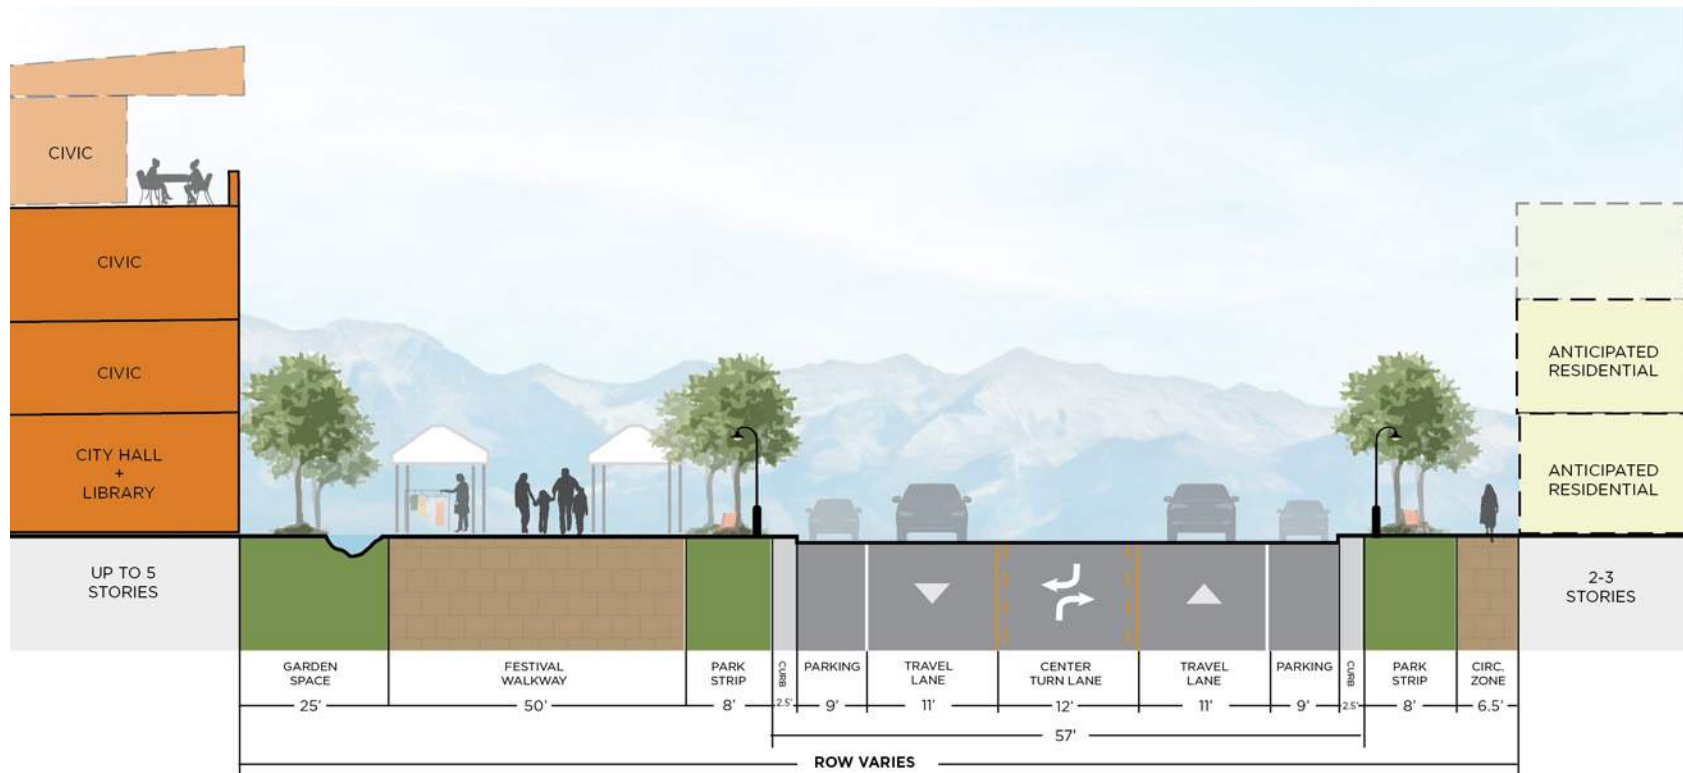 CIVIC
CIVIC
CIVIC
CITY HALL
+
LIBRARY
UP TO 5
STORIES
ANTICIPATED
RESIDENTIAL
ANTICIPATED
RESIDENTIAL
2-3
STORIES
GARDEN
SPACE
25'
FESTIVAL
WALKWAY
50'
PARK
STRIP
8'
CURB
2.5'
PARKING
9'
TRAVEL
LANE
11'
CENTER
TURN LANE
12'
TRAVEL
LANE
11'
PARKING
9'
CURB
2.5'
PARK
STRIP
8'
CIRC.
ZONE
6.5'
57'
ROW VARIES